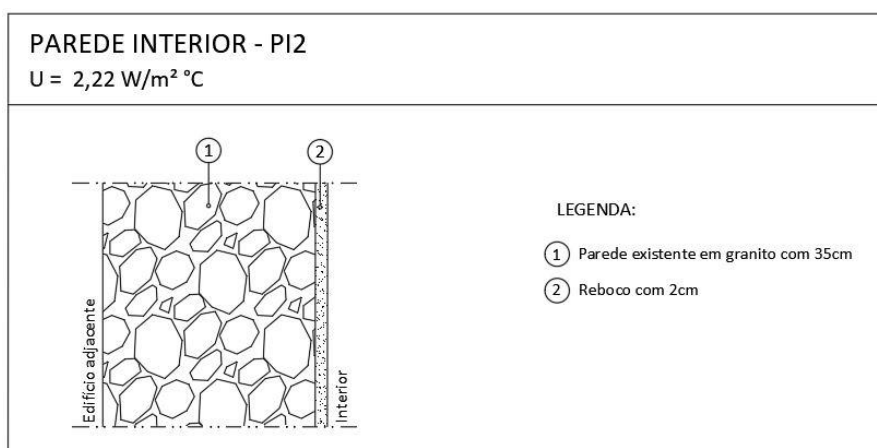 PAREDE INTERIOR - PI2
U = 2,22 W/m² °C
1
2
Edifício adjacente
Interior
LEGENDA:
1 Parede existente em granito com 35cm
2 Reboco com 2cm